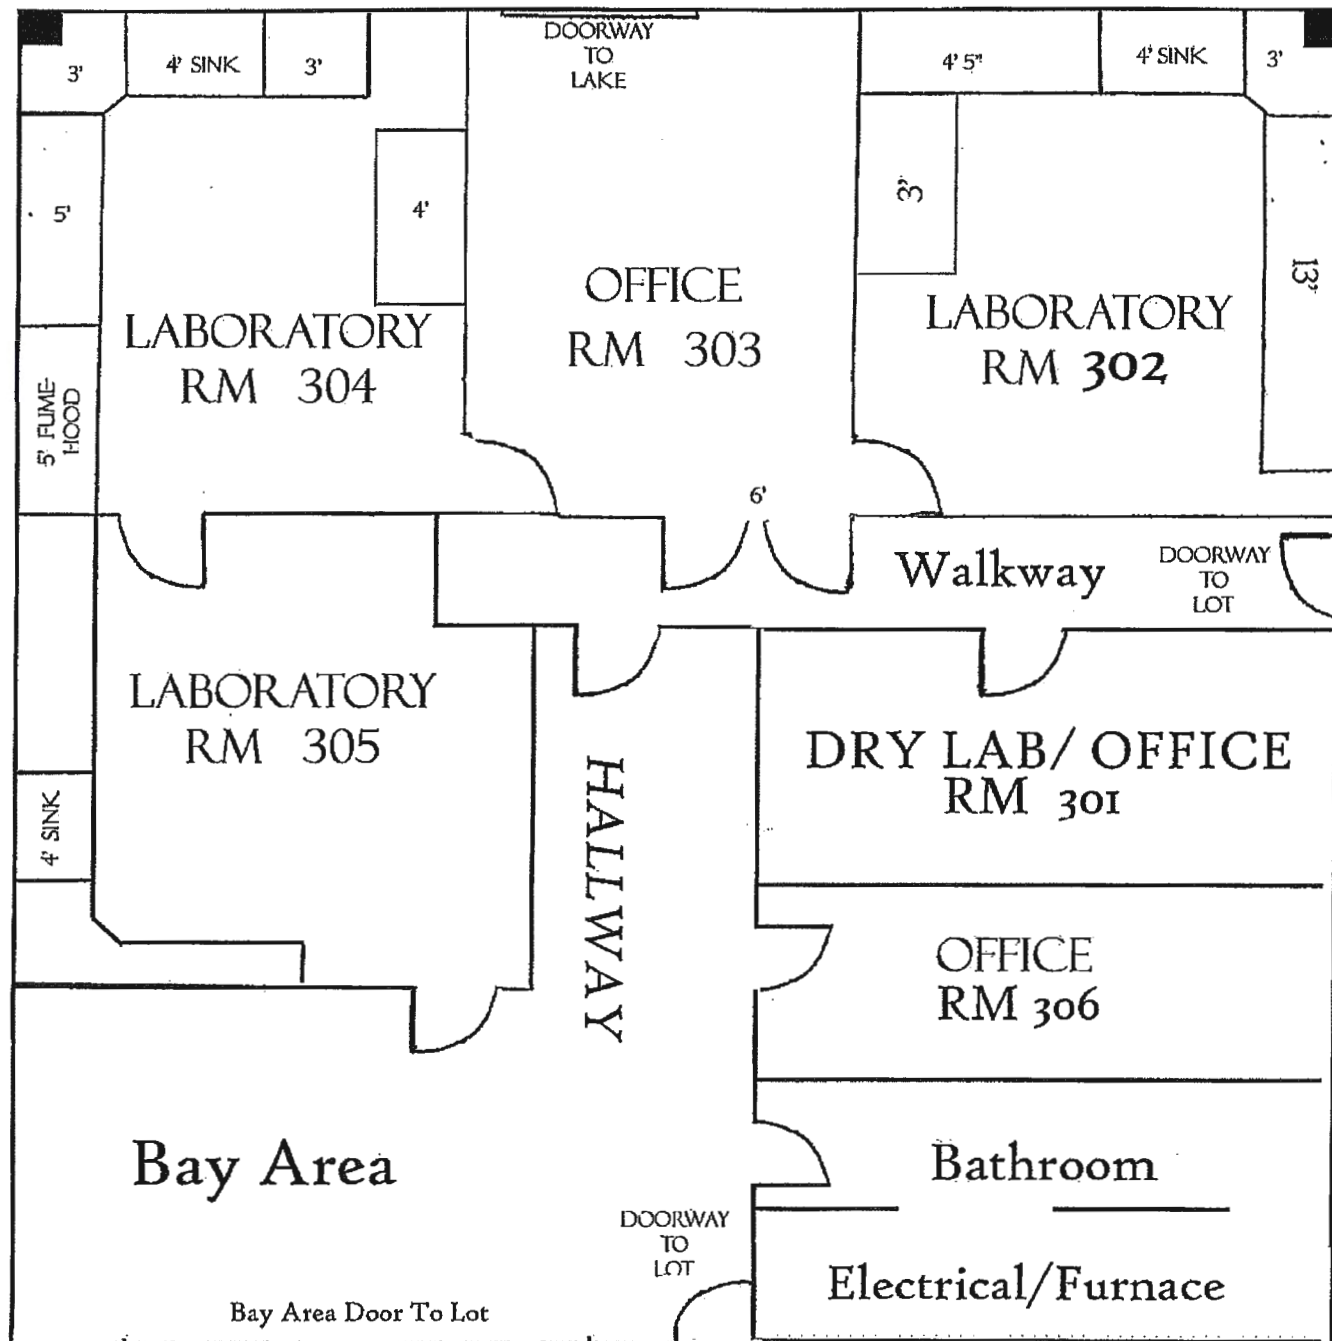 DOORWAY
TO
LAKE
3'
4' SINK
3'
4' 5"
4' SINK
3'
5'
4'
3'
13'
OFFICE
RM 303
LABORATORY
RM 304
LABORATORY
RM 302
5' FUME-
HOOD
6'
Walkway
DOORWAY
TO
LOT
LABORATORY
RM 305
HALLWAY
DRY LAB/ OFFICE
RM 301
4' SINK
OFFICE
RM 306
Bay Area
Bathroom
DOORWAY
TO
LOT
Electrical/Furnace
Bay Area Door To Lot